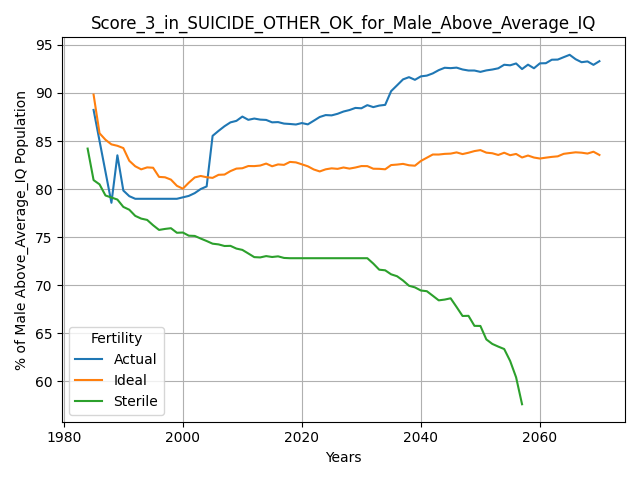 Score_3_in_SUICIDE_OTHER_OK_for_Male_Above_Average_IQ
% of Male Above_Average_IQ Population
95
90
85
80
75
70
65
60
Fertility
Actual
Ideal
Sterile
1980
2000
2020
2040
2060
Years